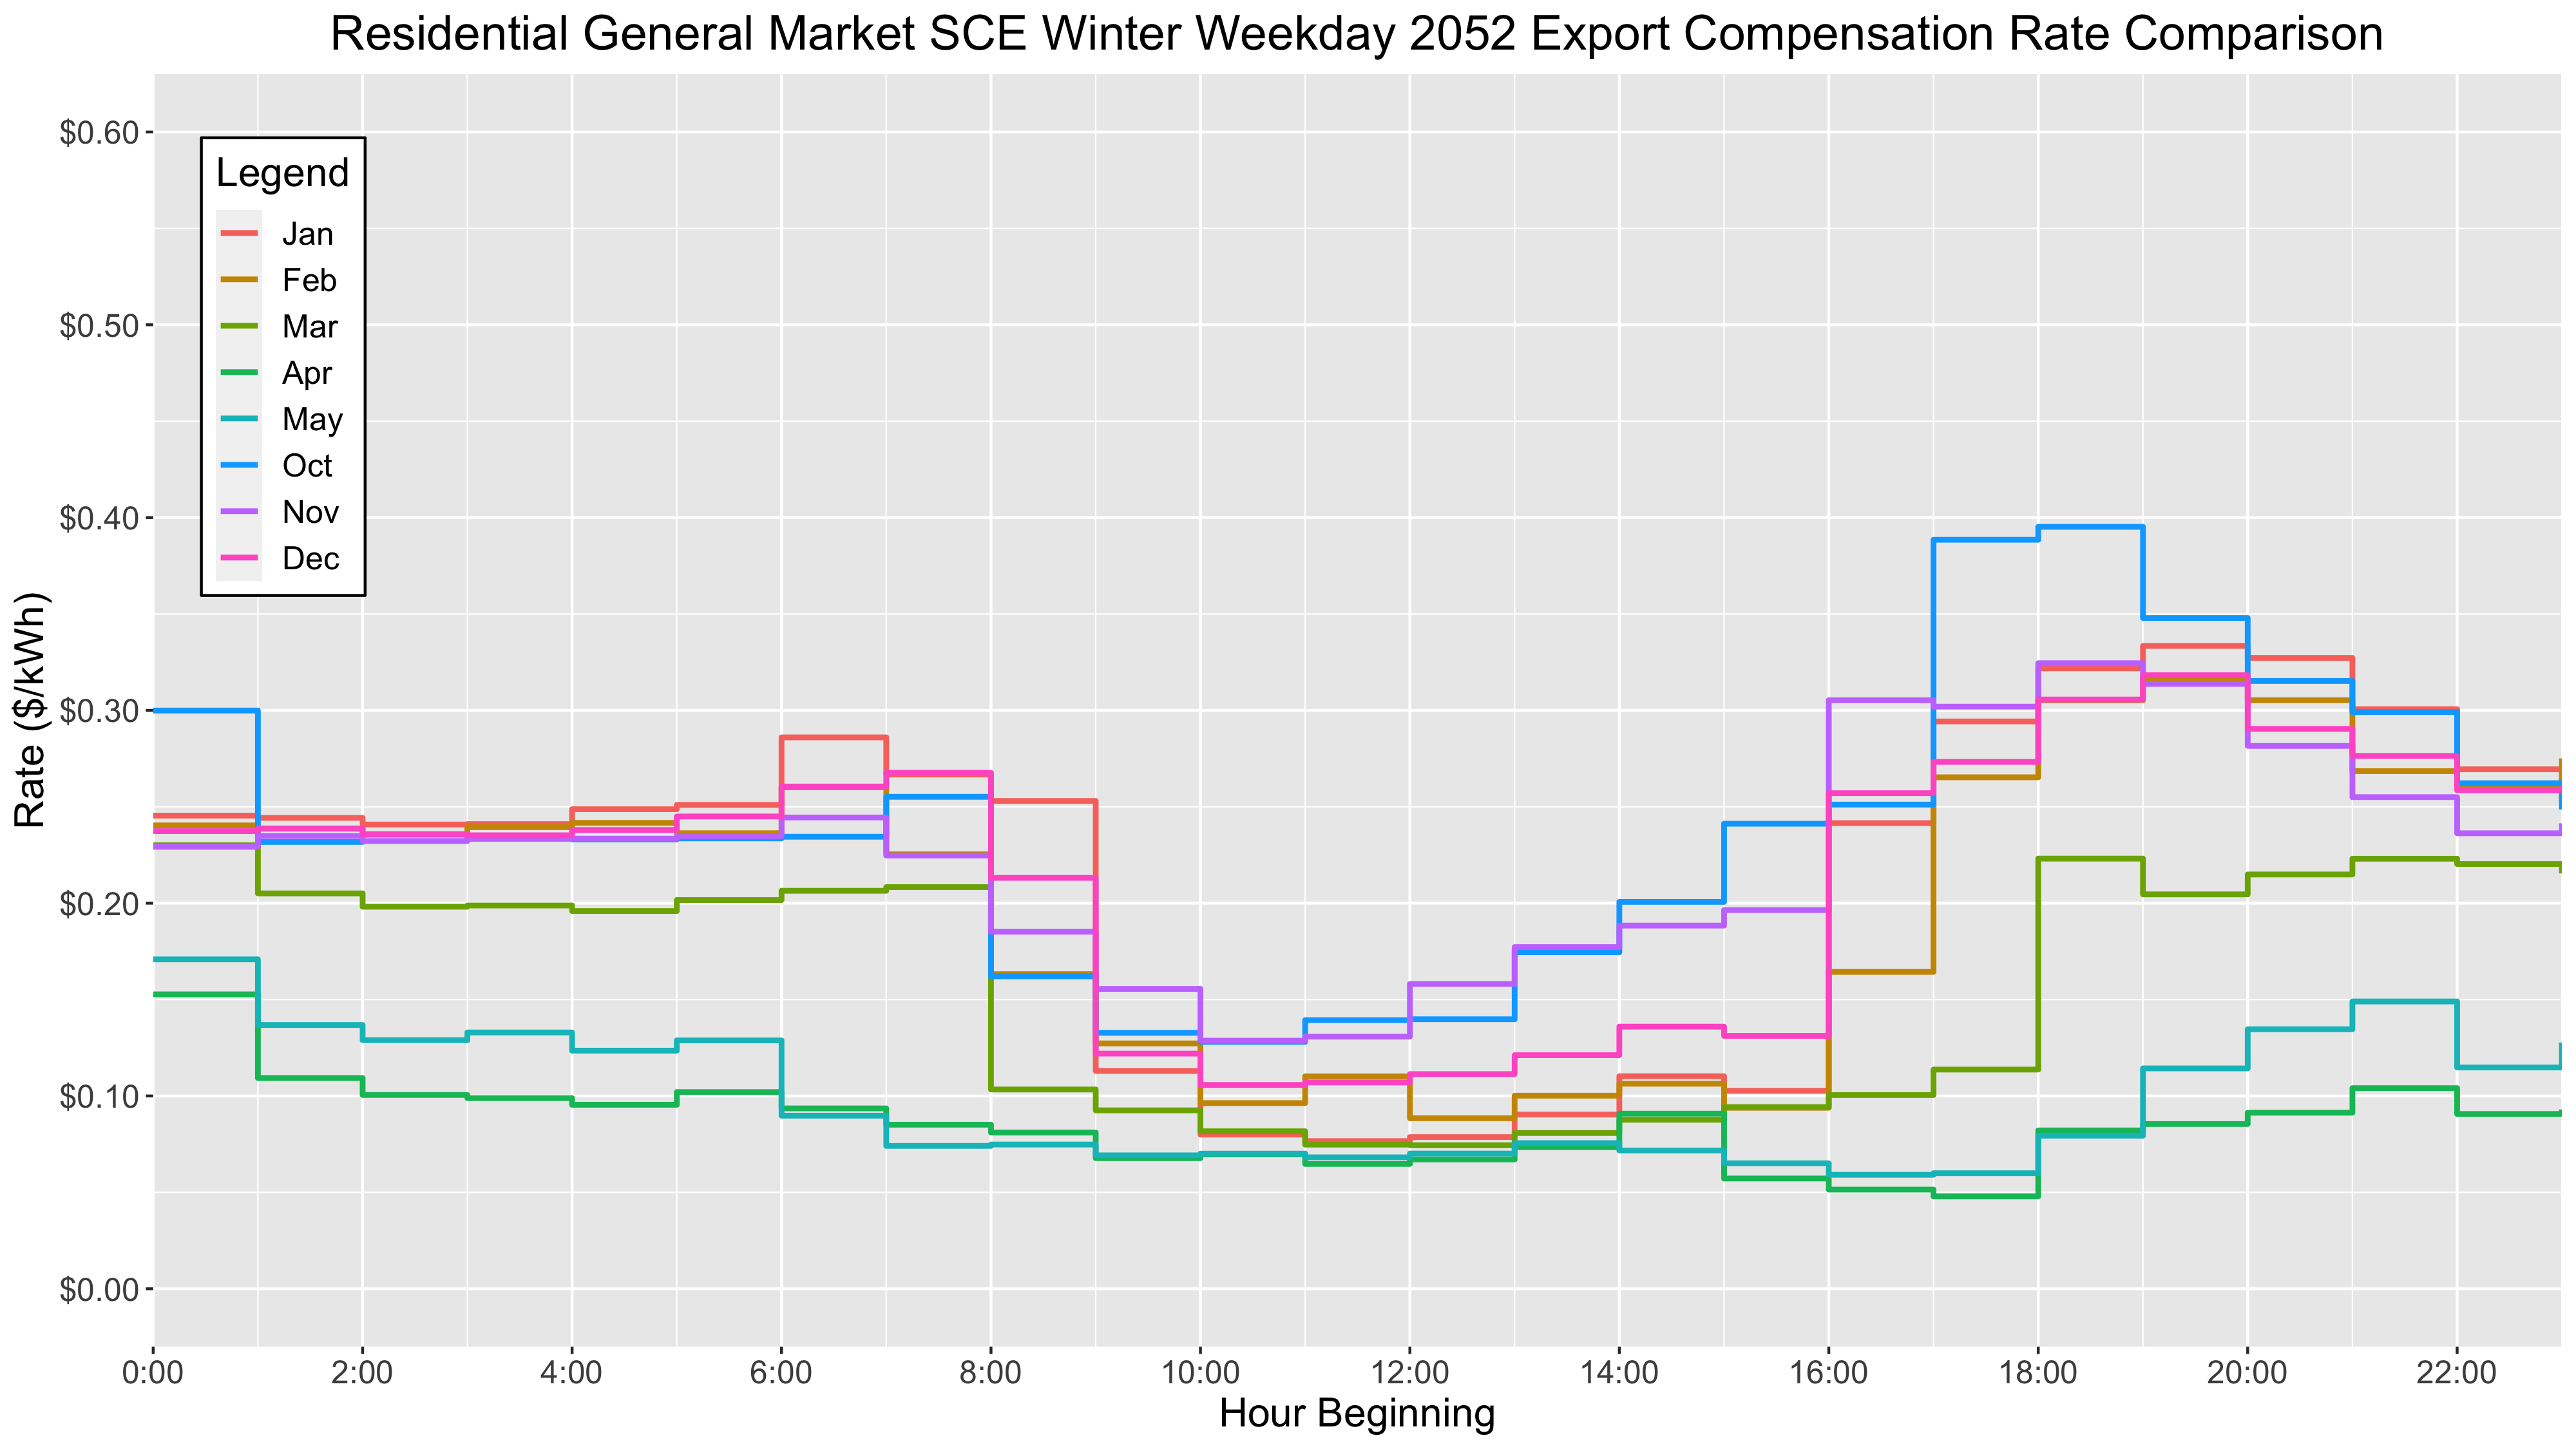 Residential General Market SCE Winter Weekday 2052 Export Compensation Rate Comparison
$0.60
$0.50
$0.40
$0.30
$0.20
$0.10
$0.00
Rate ($/kWh)
Legend
Jan
Feb
Mar
Apr
May
Oct
Nov
Dec
0:00 2:00 4:00 6:00 8:00 10:00 12:00 14:00 16:00 18:00 20:00 22:00
Hour Beginning